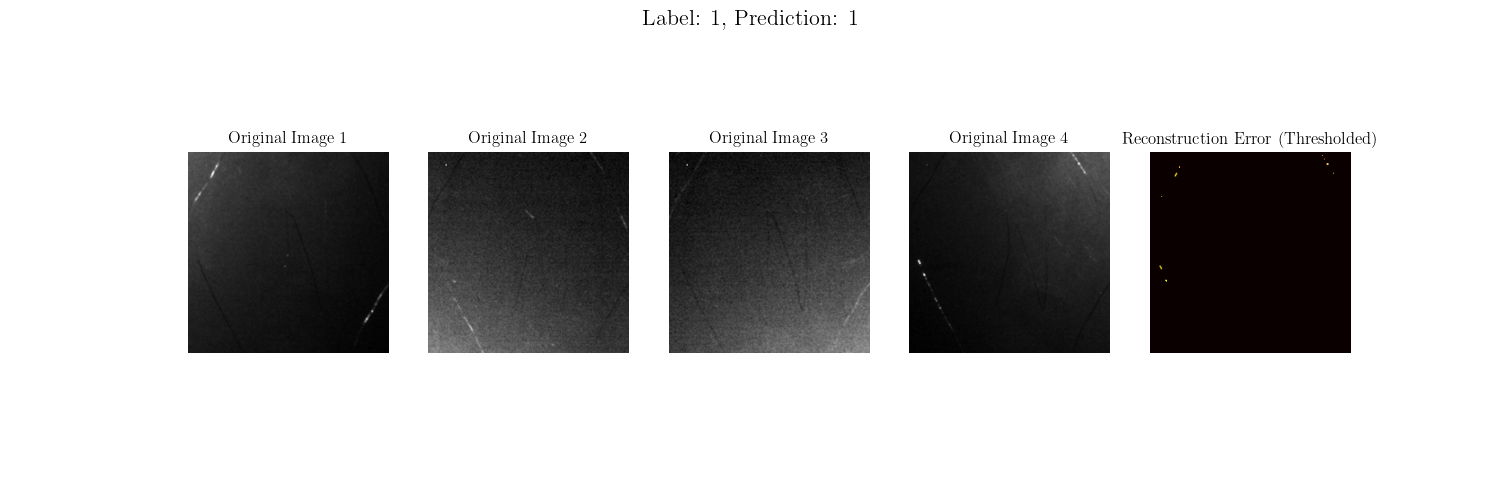 Label: 1, Prediction: 1
Original Image 1
Original Image 2
Original Image 3
Original Image 4
Reconstruction Error (Thresholded)